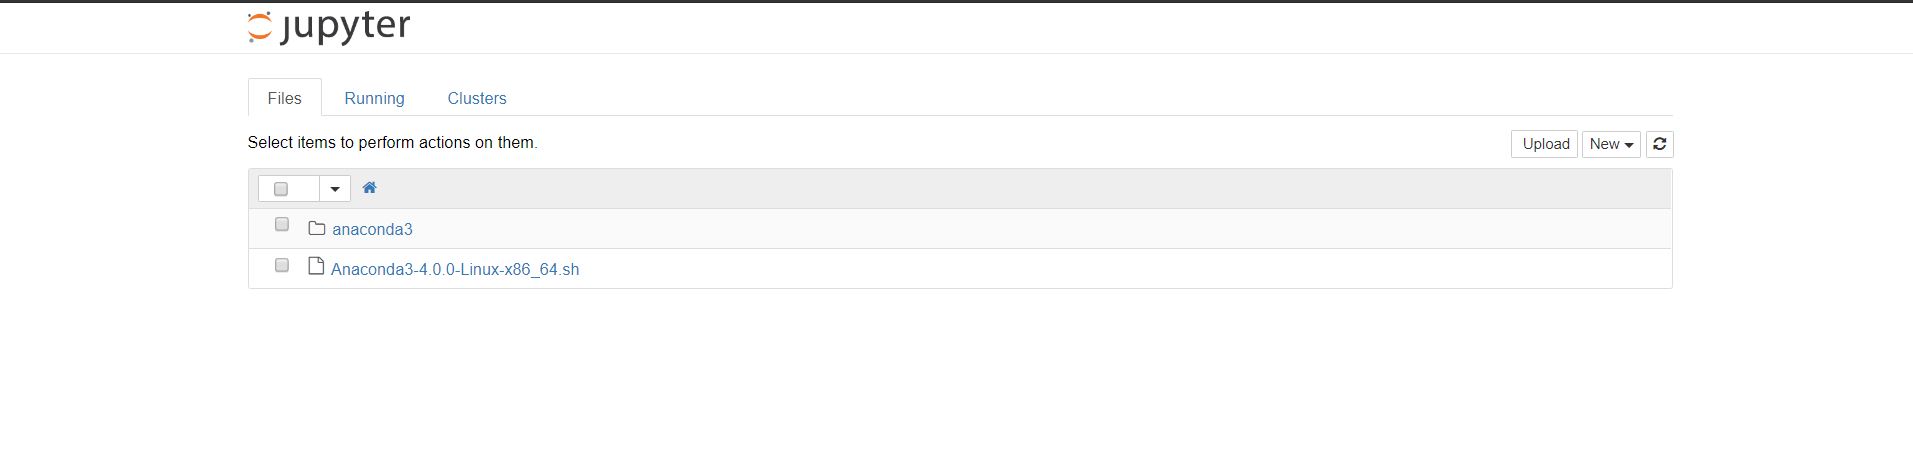 jupyter
Files Running Clusters
Select items to perform actions on them.
Upload New
anaconda3
Anaconda3-4.0.0-Linux-x86_64.sh